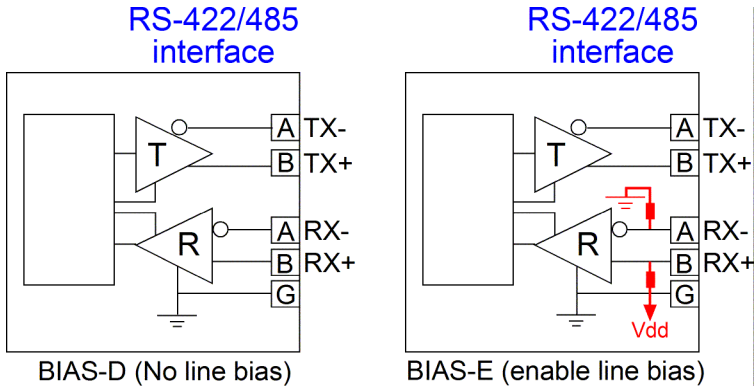 RS-422/485
interface
T
A TX-
B TX+
R
A RX-
B RX+
G
BIAS-D (No line bias)
RS-422/485
interface
T
A TX-
B TX+
R
A RX-
B RX+
G
Vdd
BIAS-E (enable line bias)